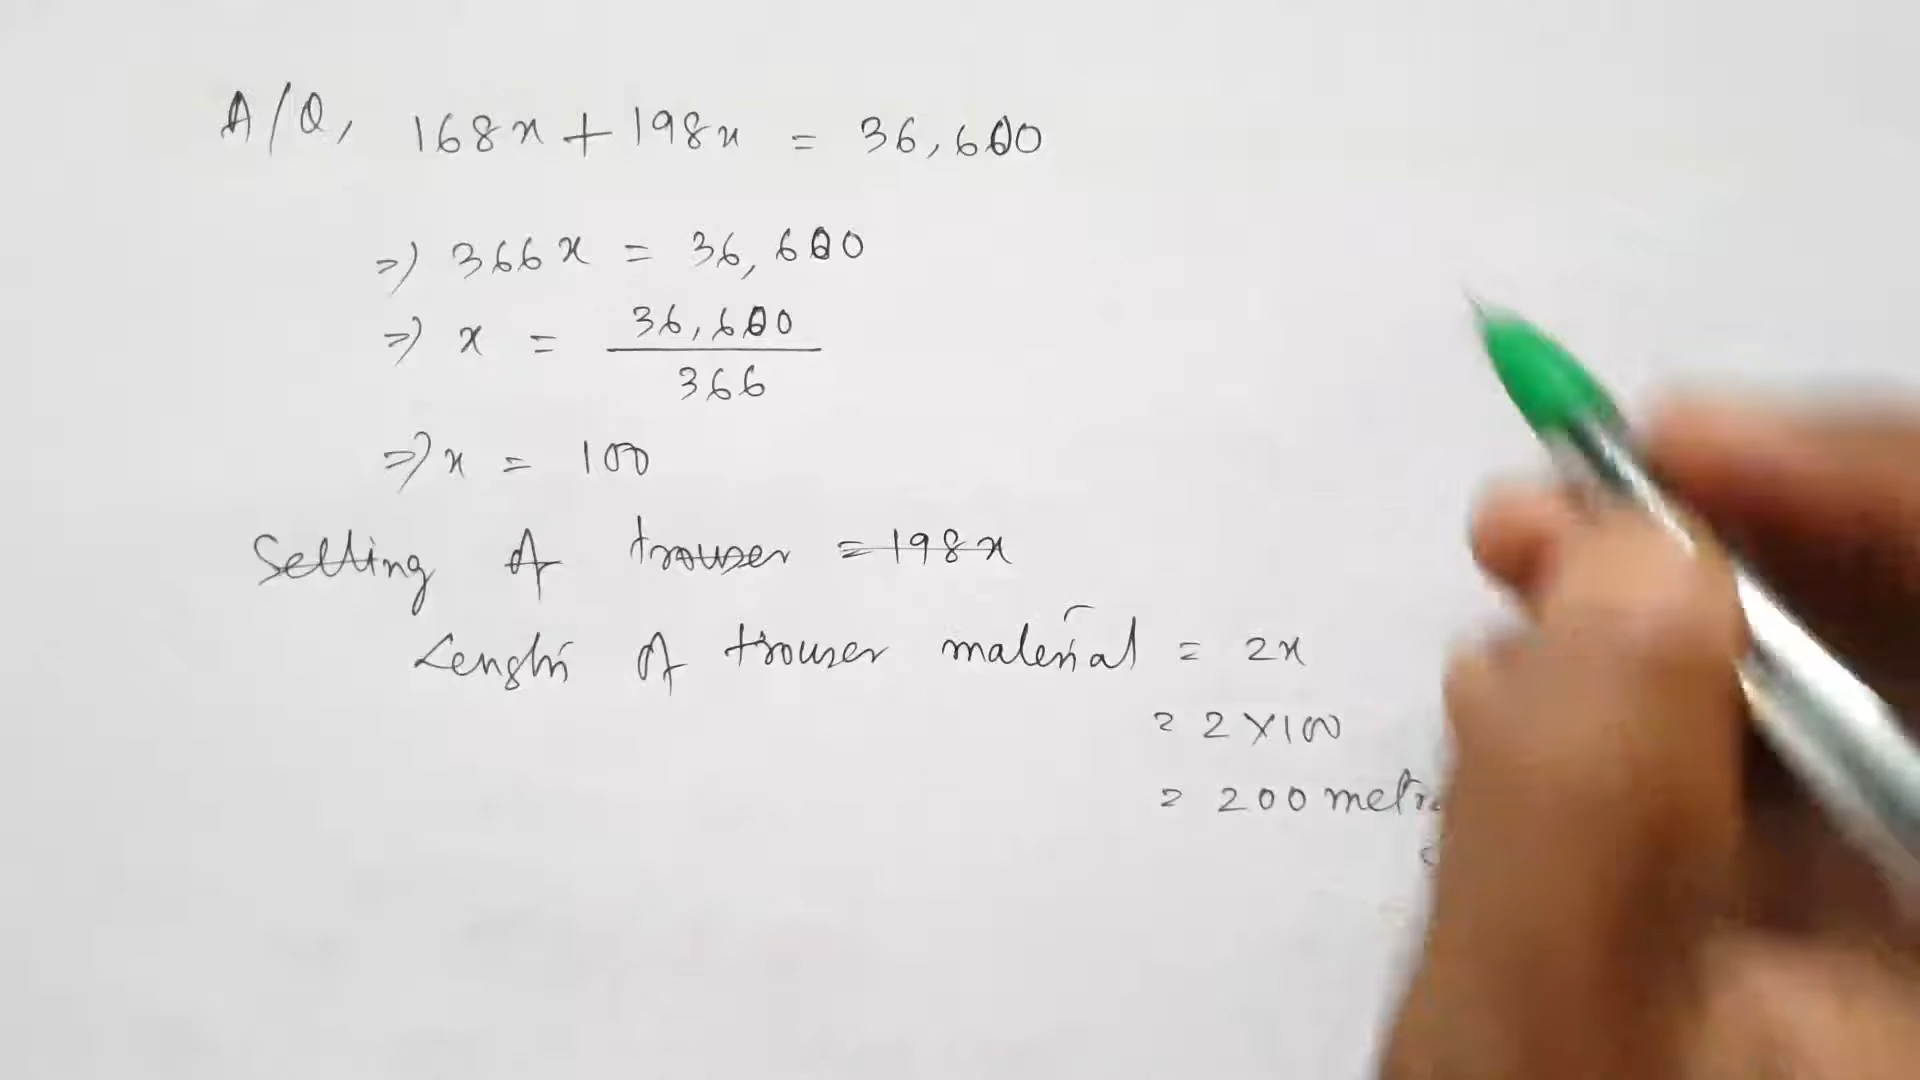 A/Q, 168x + 198x = 36,600
=> 366x = 36,600
=> x = 36,600 / 366
=> x = 100
Selling of trouser = 198x
Length of trouser material = 2x
= 2 × 100
= 200